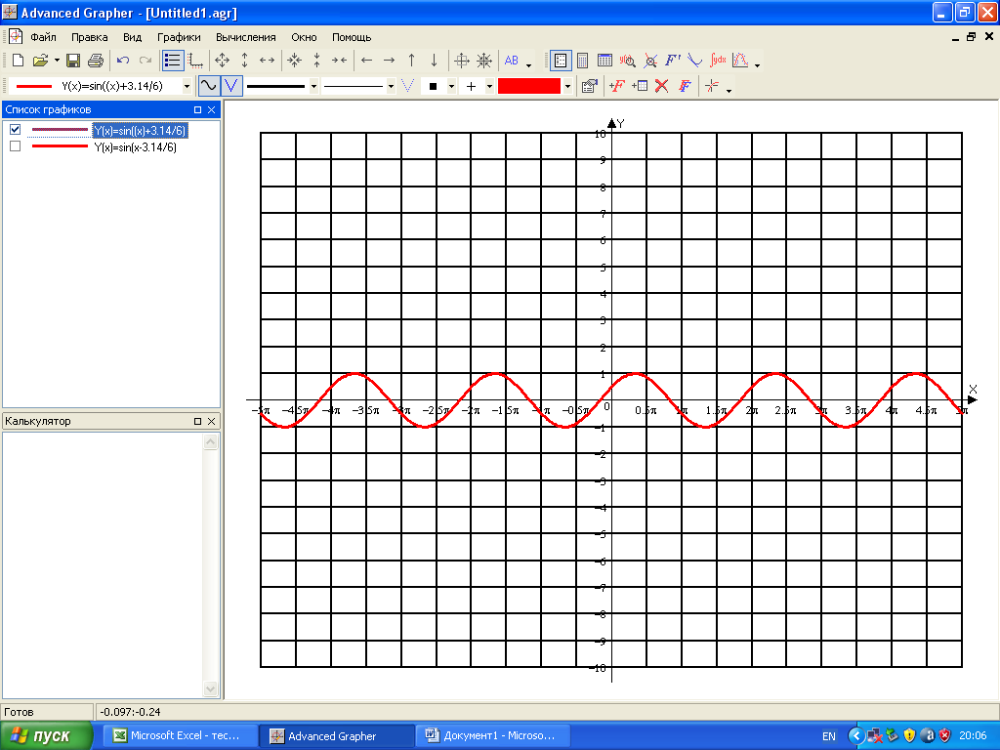 Advanced Grapher - [Untitled1.agr]
Файл Правка Вид Графики Вычисления Окно Помощь
AB F' ∫ydx
Y(x)=sin((x)+3.14/6) F F F
Список графиков
Y(x)=sin((x)+3.14/6)
Y(x)=sin(x-3.14/6)
Калькулятор
Y
10
9
8
7
6
5
4
3
2
1
X
-5π -4.5π -4π -3.5π -3π -2.5π -2π -1.5π -π -0.5π 0 0.5π π 1.5π 2π 2.5π 3π 3.5π 4π 4.5π 5π
-1
-2
-3
-4
-5
-6
-7
-8
-9
-10
Готов -0.097:-0.24
пуск Microsoft Excel - тес... Advanced Grapher Документ1 - Microso... EN 20:06